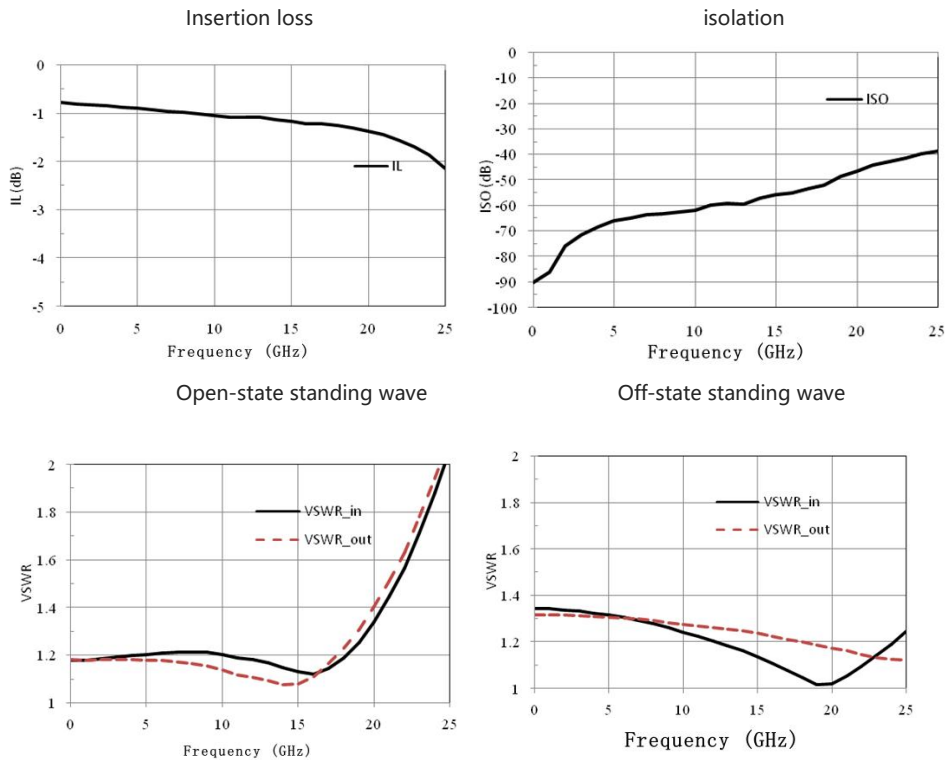 Insertion loss
0
-1
-2
-3
-4
-5
IL(dB)
IL
0 5 10 15 20 25
Frequency (GHz)
isolation
0
-10
-20
-30
-40
-50
-60
-70
-80
-90
-100
ISO(dB)
ISO
0 5 10 15 20 25
Frequency (GHz)
Open-state standing wave
2
1.8
1.6
1.4
1.2
1
VSWR
VSWR_in
VSWR_out
0 5 10 15 20 25
Frequency (GHz)
Off-state standing wave
2
1.8
1.6
1.4
1.2
1
VSWR
VSWR_in
VSWR_out
0 5 10 15 20 25
Frequency (GHz)